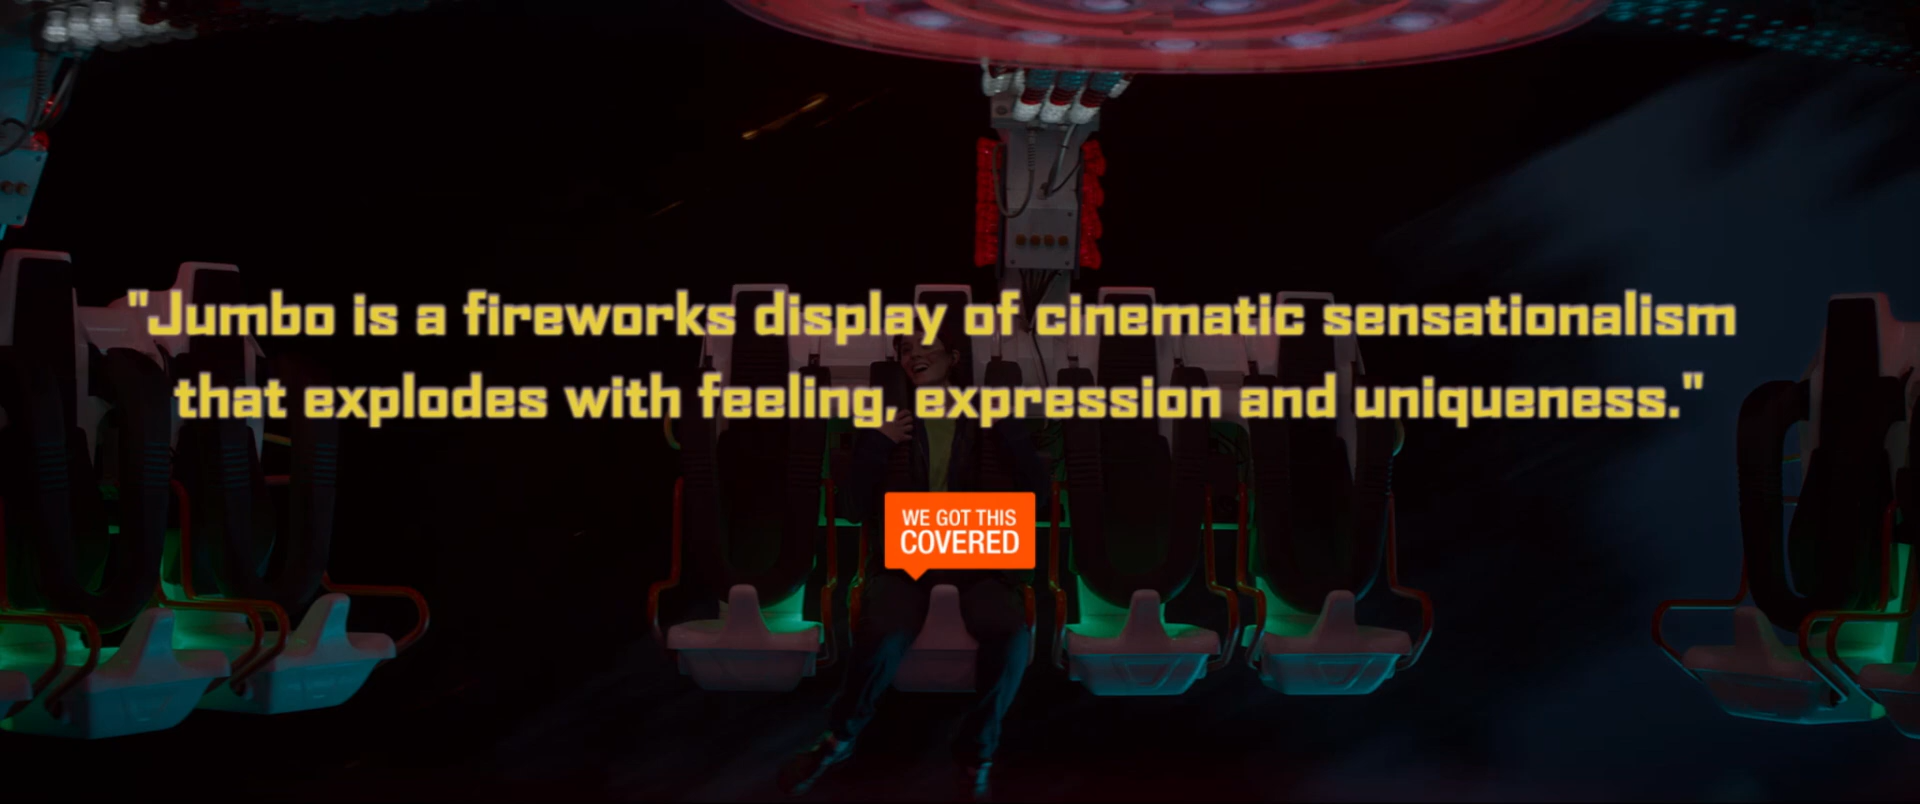 "Jumbo is a fireworks display of cinematic sensationalism
that explodes with feeling, expression and uniqueness."
WE GOT THIS
COVERED